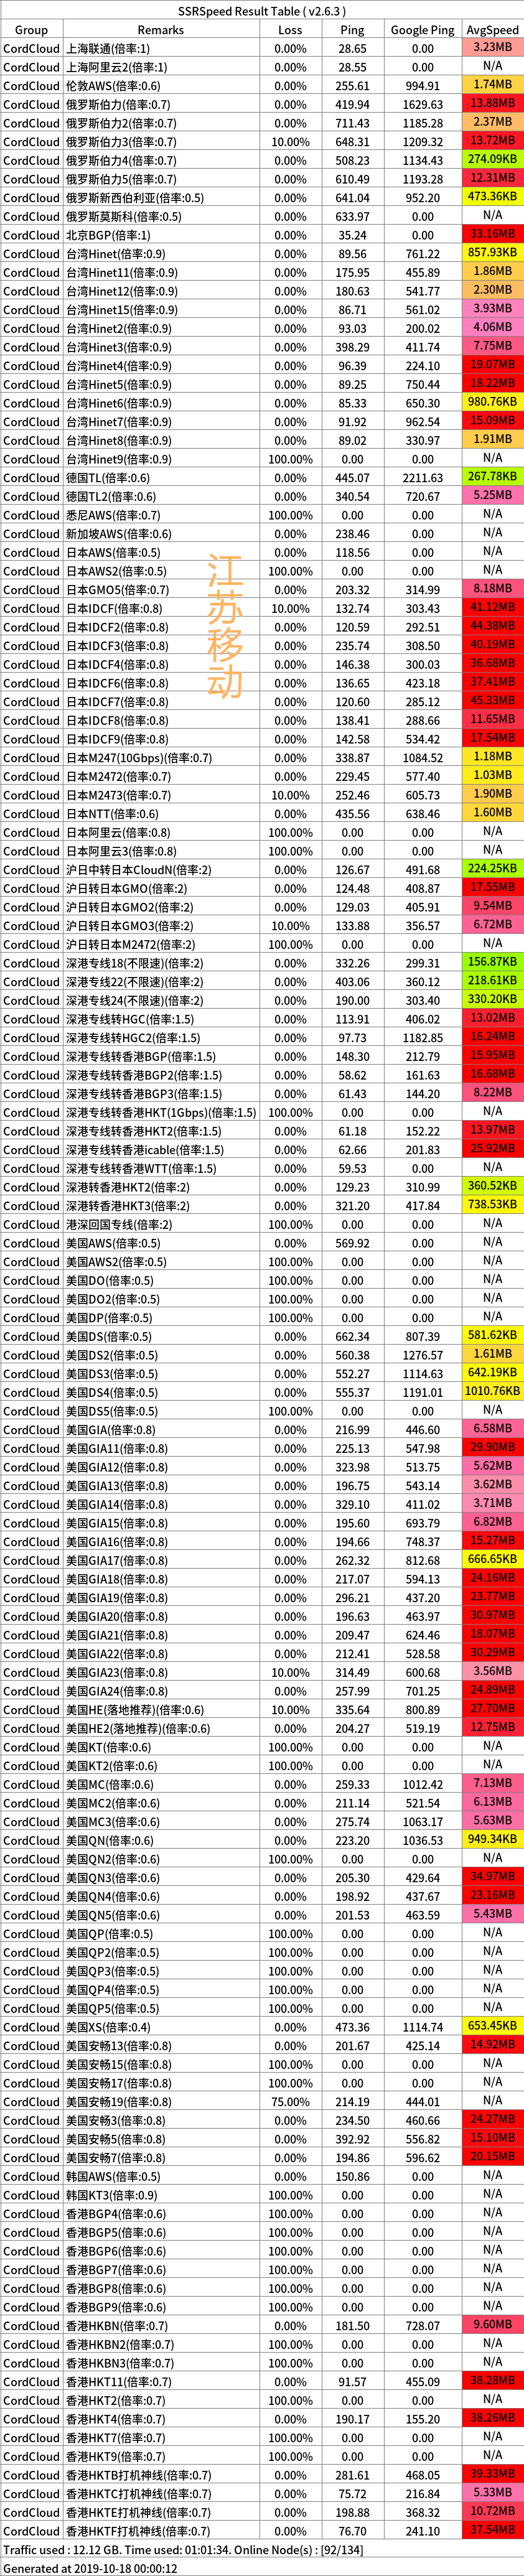 SSRSpeed Result Table ( v2.6.3 )
Group Remarks Loss Ping Google Ping AvgSpeed
CordCloud 上海联通(倍率:1) 0.00% 28.65 0.00 3.23MB
CordCloud 上海阿里云2(倍率:1) 0.00% 28.55 0.00 N/A
CordCloud 伦敦AWS(倍率:0.6) 0.00% 255.61 994.91 1.74MB
CordCloud 俄罗斯伯力(倍率:0.7) 0.00% 419.94 1629.63 13.88MB
CordCloud 俄罗斯伯力2(倍率:0.7) 0.00% 711.43 1185.28 2.37MB
CordCloud 俄罗斯伯力3(倍率:0.7) 10.00% 648.31 1209.32 13.72MB
CordCloud 俄罗斯伯力4(倍率:0.7) 0.00% 508.23 1134.43 274.09KB
CordCloud 俄罗斯伯力5(倍率:0.7) 0.00% 610.49 1193.28 12.31MB
CordCloud 俄罗斯新西伯利亚(倍率:0.5) 0.00% 641.04 952.20 473.36KB
CordCloud 俄罗斯莫斯科(倍率:0.5) 0.00% 633.97 0.00 N/A
CordCloud 北京BGP(倍率:1) 0.00% 35.24 0.00 33.16MB
CordCloud 台湾Hinet(倍率:0.9) 0.00% 89.56 761.22 857.93KB
CordCloud 台湾Hinet11(倍率:0.9) 0.00% 175.95 455.89 1.86MB
CordCloud 台湾Hinet12(倍率:0.9) 0.00% 180.63 541.77 2.30MB
CordCloud 台湾Hinet15(倍率:0.9) 0.00% 86.71 561.02 3.93MB
CordCloud 台湾Hinet2(倍率:0.9) 0.00% 93.03 200.02 4.06MB
CordCloud 台湾Hinet3(倍率:0.9) 0.00% 398.29 411.74 7.75MB
CordCloud 台湾Hinet4(倍率:0.9) 0.00% 96.39 224.10 19.07MB
CordCloud 台湾Hinet5(倍率:0.9) 0.00% 89.25 750.44 18.22MB
CordCloud 台湾Hinet6(倍率:0.9) 0.00% 85.33 650.30 980.76KB
CordCloud 台湾Hinet7(倍率:0.9) 0.00% 91.92 962.54 15.09MB
CordCloud 台湾Hinet8(倍率:0.9) 0.00% 89.02 330.97 1.91MB
CordCloud 台湾Hinet9(倍率:0.9) 100.00% 0.00 0.00 N/A
CordCloud 德国TL(倍率:0.6) 0.00% 445.07 2211.63 267.78KB
CordCloud 德国TL2(倍率:0.6) 0.00% 340.54 720.67 5.25MB
CordCloud 悉尼AWS(倍率:0.7) 100.00% 0.00 0.00 N/A
CordCloud 新加坡AWS(倍率:0.6) 0.00% 238.46 0.00 N/A
CordCloud 日本AWS(倍率:0.5) 0.00% 118.56 0.00 N/A
CordCloud 日本AWS2(倍率:0.5) 100.00% 0.00 0.00 N/A
CordCloud 日本GMO5(倍率:0.7) 0.00% 203.32 314.99 8.18MB
CordCloud 日本IDCF(倍率:0.8) 10.00% 132.74 303.43 41.12MB
CordCloud 日本IDCF2(倍率:0.8) 0.00% 120.59 292.51 44.38MB
CordCloud 日本IDCF3(倍率:0.8) 0.00% 235.74 308.50 40.19MB
CordCloud 日本IDCF4(倍率:0.8) 0.00% 146.38 300.03 36.68MB
CordCloud 日本IDCF6(倍率:0.8) 0.00% 136.65 423.18 37.41MB
CordCloud 日本IDCF7(倍率:0.8) 0.00% 120.60 285.12 45.33MB
CordCloud 日本IDCF8(倍率:0.8) 0.00% 138.41 288.66 11.65MB
CordCloud 日本IDCF9(倍率:0.8) 0.00% 142.58 534.42 17.54MB
江苏移动
CordCloud 日本M247(10Gbps)(倍率:0.7) 0.00% 338.87 1084.52 1.18MB
CordCloud 日本M2472(倍率:0.7) 0.00% 229.45 577.40 1.03MB
CordCloud 日本M2473(倍率:0.7) 10.00% 252.46 605.73 1.90MB
CordCloud 日本NTT(倍率:0.6) 0.00% 435.56 638.46 1.60MB
CordCloud 日本阿里云(倍率:0.8) 100.00% 0.00 0.00 N/A
CordCloud 日本阿里云3(倍率:0.8) 100.00% 0.00 0.00 N/A
CordCloud 沪日中转日本CloudN(倍率:2) 0.00% 126.67 491.68 224.25KB
CordCloud 沪日转日本GMO(倍率:2) 0.00% 124.48 408.87 17.55MB
CordCloud 沪日转日本GMO2(倍率:2) 0.00% 129.03 405.91 9.54MB
CordCloud 沪日转日本GMO3(倍率:2) 10.00% 133.88 356.57 6.72MB
CordCloud 沪日转日本M2472(倍率:2) 100.00% 0.00 0.00 N/A
CordCloud 深港专线18(不限速)(倍率:2) 0.00% 332.26 299.31 156.87KB
CordCloud 深港专线22(不限速)(倍率:2) 0.00% 403.06 360.12 218.61KB
CordCloud 深港专线24(不限速)(倍率:2) 0.00% 190.00 303.40 330.20KB
CordCloud 深港专线转HGC(倍率:1.5) 0.00% 113.91 406.02 13.02MB
CordCloud 深港专线转HGC2(倍率:1.5) 0.00% 97.73 1182.85 16.24MB
CordCloud 深港专线转香港BGP(倍率:1.5) 0.00% 148.30 212.79 15.95MB
CordCloud 深港专线转香港BGP2(倍率:1.5) 0.00% 58.62 161.63 16.68MB
CordCloud 深港专线转香港BGP3(倍率:1.5) 0.00% 61.43 144.20 8.22MB
CordCloud 深港专线转香港HKT(1Gbps)(倍率:1.5) 100.00% 0.00 0.00 N/A
CordCloud 深港专线转香港HKT2(倍率:1.5) 0.00% 61.18 152.22 13.97MB
CordCloud 深港专线转香港icable(倍率:1.5) 0.00% 62.66 201.83 25.92MB
CordCloud 深港专线转香港WTT(倍率:1.5) 0.00% 59.53 0.00 N/A
CordCloud 深港转香港HKT2(倍率:2) 0.00% 129.23 310.99 360.52KB
CordCloud 深港转香港HKT3(倍率:2) 0.00% 321.20 417.84 738.53KB
CordCloud 港深回国专线(倍率:2) 100.00% 0.00 0.00 N/A
CordCloud 美国AWS(倍率:0.5) 0.00% 569.92 0.00 N/A
CordCloud 美国AWS2(倍率:0.5) 100.00% 0.00 0.00 N/A
CordCloud 美国DO(倍率:0.5) 100.00% 0.00 0.00 N/A
CordCloud 美国DO2(倍率:0.5) 100.00% 0.00 0.00 N/A
CordCloud 美国DP(倍率:0.5) 100.00% 0.00 0.00 N/A
CordCloud 美国DS(倍率:0.5) 0.00% 662.34 807.39 581.62KB
CordCloud 美国DS2(倍率:0.5) 0.00% 560.38 1276.57 1.61MB
CordCloud 美国DS3(倍率:0.5) 0.00% 552.27 1114.63 642.19KB
CordCloud 美国DS4(倍率:0.5) 0.00% 555.37 1191.01 1010.76KB
CordCloud 美国DS5(倍率:0.5) 100.00% 0.00 0.00 N/A
CordCloud 美国GIA(倍率:0.8) 0.00% 216.99 446.60 6.58MB
CordCloud 美国GIA11(倍率:0.8) 0.00% 225.13 547.98 29.90MB
CordCloud 美国GIA12(倍率:0.8) 0.00% 323.98 513.75 5.62MB
CordCloud 美国GIA13(倍率:0.8) 0.00% 196.75 543.14 3.62MB
CordCloud 美国GIA14(倍率:0.8) 0.00% 329.10 411.02 3.71MB
CordCloud 美国GIA15(倍率:0.8) 0.00% 195.60 693.79 6.82MB
CordCloud 美国GIA16(倍率:0.8) 0.00% 194.66 748.37 15.27MB
CordCloud 美国GIA17(倍率:0.8) 0.00% 262.32 812.68 666.65KB
CordCloud 美国GIA18(倍率:0.8) 0.00% 217.07 594.13 24.16MB
CordCloud 美国GIA19(倍率:0.8) 0.00% 296.21 437.20 23.77MB
CordCloud 美国GIA20(倍率:0.8) 0.00% 196.63 463.97 30.97MB
CordCloud 美国GIA21(倍率:0.8) 0.00% 209.47 624.46 18.07MB
CordCloud 美国GIA22(倍率:0.8) 0.00% 212.41 528.58 30.29MB
CordCloud 美国GIA23(倍率:0.8) 10.00% 314.49 600.68 3.56MB
CordCloud 美国GIA24(倍率:0.8) 0.00% 257.99 701.25 24.89MB
CordCloud 美国HE(落地推荐)(倍率:0.6) 10.00% 335.64 800.89 27.70MB
CordCloud 美国HE2(落地推荐)(倍率:0.6) 0.00% 204.27 519.19 12.75MB
CordCloud 美国KT(倍率:0.6) 100.00% 0.00 0.00 N/A
CordCloud 美国KT2(倍率:0.6) 100.00% 0.00 0.00 N/A
CordCloud 美国MC(倍率:0.6) 0.00% 259.33 1012.42 7.13MB
CordCloud 美国MC2(倍率:0.6) 0.00% 211.14 521.54 6.13MB
CordCloud 美国MC3(倍率:0.6) 0.00% 275.74 1063.17 5.63MB
CordCloud 美国QN(倍率:0.6) 0.00% 223.20 1036.53 949.34KB
CordCloud 美国QN2(倍率:0.6) 100.00% 0.00 0.00 N/A
CordCloud 美国QN3(倍率:0.6) 0.00% 205.30 429.64 34.97MB
CordCloud 美国QN4(倍率:0.6) 0.00% 198.92 437.67 23.16MB
CordCloud 美国QN5(倍率:0.6) 0.00% 201.53 463.59 5.43MB
CordCloud 美国QP(倍率:0.5) 100.00% 0.00 0.00 N/A
CordCloud 美国QP2(倍率:0.5) 100.00% 0.00 0.00 N/A
CordCloud 美国QP3(倍率:0.5) 100.00% 0.00 0.00 N/A
CordCloud 美国QP4(倍率:0.5) 100.00% 0.00 0.00 N/A
CordCloud 美国QP5(倍率:0.5) 100.00% 0.00 0.00 N/A
CordCloud 美国XS(倍率:0.4) 0.00% 473.36 1114.74 653.45KB
CordCloud 美国安畅13(倍率:0.8) 0.00% 201.67 425.14 14.92MB
CordCloud 美国安畅15(倍率:0.8) 100.00% 0.00 0.00 N/A
CordCloud 美国安畅17(倍率:0.8) 100.00% 0.00 0.00 N/A
CordCloud 美国安畅19(倍率:0.8) 75.00% 214.19 444.01 N/A
CordCloud 美国安畅3(倍率:0.8) 0.00% 234.50 460.66 24.27MB
CordCloud 美国安畅5(倍率:0.8) 0.00% 392.92 556.82 15.10MB
CordCloud 美国安畅7(倍率:0.8) 0.00% 194.86 596.62 20.15MB
CordCloud 韩国AWS(倍率:0.5) 0.00% 150.86 0.00 N/A
CordCloud 韩国KT3(倍率:0.9) 100.00% 0.00 0.00 N/A
CordCloud 香港BGP4(倍率:0.6) 100.00% 0.00 0.00 N/A
CordCloud 香港BGP5(倍率:0.6) 100.00% 0.00 0.00 N/A
CordCloud 香港BGP6(倍率:0.6) 100.00% 0.00 0.00 N/A
CordCloud 香港BGP7(倍率:0.6) 100.00% 0.00 0.00 N/A
CordCloud 香港BGP8(倍率:0.6) 100.00% 0.00 0.00 N/A
CordCloud 香港BGP9(倍率:0.6) 100.00% 0.00 0.00 N/A
CordCloud 香港HKBN(倍率:0.7) 0.00% 181.50 728.07 9.60MB
CordCloud 香港HKBN2(倍率:0.7) 100.00% 0.00 0.00 N/A
CordCloud 香港HKBN3(倍率:0.7) 100.00% 0.00 0.00 N/A
CordCloud 香港HKT11(倍率:0.7) 0.00% 91.57 455.09 38.28MB
CordCloud 香港HKT2(倍率:0.7) 100.00% 0.00 0.00 N/A
CordCloud 香港HKT4(倍率:0.7) 0.00% 190.17 155.20 38.26MB
CordCloud 香港HKT7(倍率:0.7) 100.00% 0.00 0.00 N/A
CordCloud 香港HKT9(倍率:0.7) 100.00% 0.00 0.00 N/A
CordCloud 香港HKTB打机神线(倍率:0.7) 0.00% 281.61 468.05 39.33MB
CordCloud 香港HKTC打机神线(倍率:0.7) 0.00% 75.72 216.84 5.33MB
CordCloud 香港HKTE打机神线(倍率:0.7) 0.00% 198.88 368.32 10.72MB
CordCloud 香港HKTF打机神线(倍率:0.7) 0.00% 76.70 241.10 37.54MB
Traffic used : 12.12 GB. Time used: 01:01:34. Online Node(s) : [92/134]
Generated at 2019-10-18 00:00:12